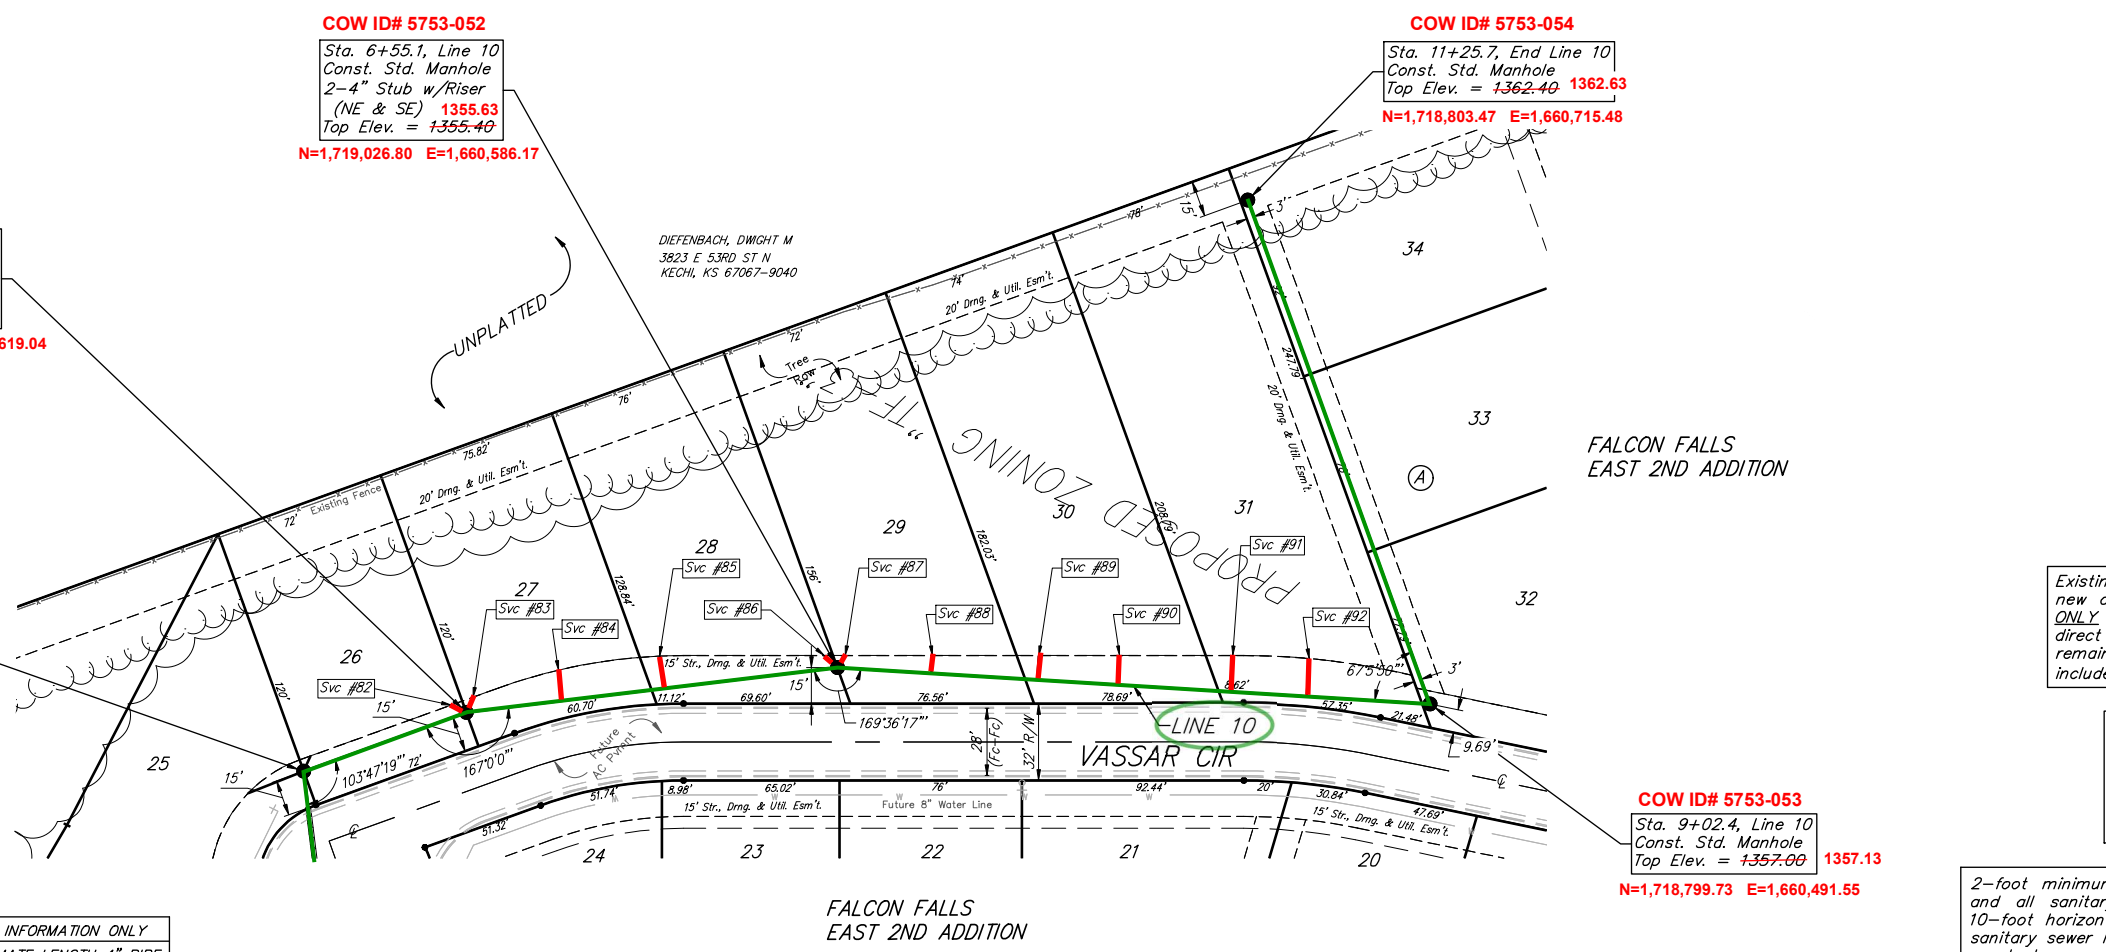 COW ID# 5753-052
Sta. 6+55.1, Line 10
Const. Std. Manhole
2-4" Stub w/Riser
(NE & SE) 1355.63
Top Elev. = 1355.40
N=1,719,026.80 E=1,660,586.17
COW ID# 5753-054
Sta. 11+25.7, End Line 10
Const. Std. Manhole
Top Elev. = 1362.40 1362.63
N=1,718,803.47 E=1,660,715.48
619.04
DIEFENBACH, DWIGHT M
3823 E 53RD ST N
KECHI, KS 67067-9040
UNPLATTED
Tree
Row
78'
74'
72'
76'
75.82'
72'
15'
3'
20' Drng. & Util. Esm't.
20' Drng. & Util. Esm't.
Existing Fence
20' Drng. & Util. Esm't.
247.79
PROPOSED ZONING "TF"
34
33
A
32
31
30
29
28
27
26
25
FALCON FALLS
EAST 2ND ADDITION
120'
120'
128.84'
156'
182.03'
208.79'
Svc #82
Svc #83
Svc #84
Svc #85
Svc #86
Svc #87
Svc #88
Svc #89
Svc #90
Svc #91
Svc #92
15' Str., Drng. & Util. Esm't.
15'
15'
15'
3'
67°5'50"
103°47'19"
72'
167°0'0"
60.70'
11.12'
69.60'
169°36'17"
76.56'
78.69'
8.62'
57.35'
21.48'
9.69'
LINE 10
VASSAR CIR
28'
(Fc-Fc)
32' R/W
Future
AC Pvmnt
51.32'
51.74'
8.98'
65.02'
76'
92.44'
20'
30.84'
47.69'
15' Str., Drng. & Util. Esm't.
Future 8" Water Line
15' Str., Drng. & Util. Esm't.
24
23
22
21
20
COW ID# 5753-053
Sta. 9+02.4, Line 10
Const. Std. Manhole
Top Elev. = 1357.00 1357.13
N=1,718,799.73 E=1,660,491.55
FALCON FALLS
EAST 2ND ADDITION
INFORMATION ONLY
LENGTH 4" PIPE
Existin
new
ONLY
direct
remain
include
2-foot minimu
and all sanitar
10-foot horizon
sanitary sewer